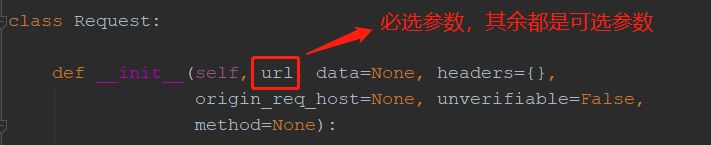 class Request:
必选参数，其余都是可选参数
def __init__(self, url, data=None, headers={},
origin_req_host=None, unverifiable=False,
method=None):